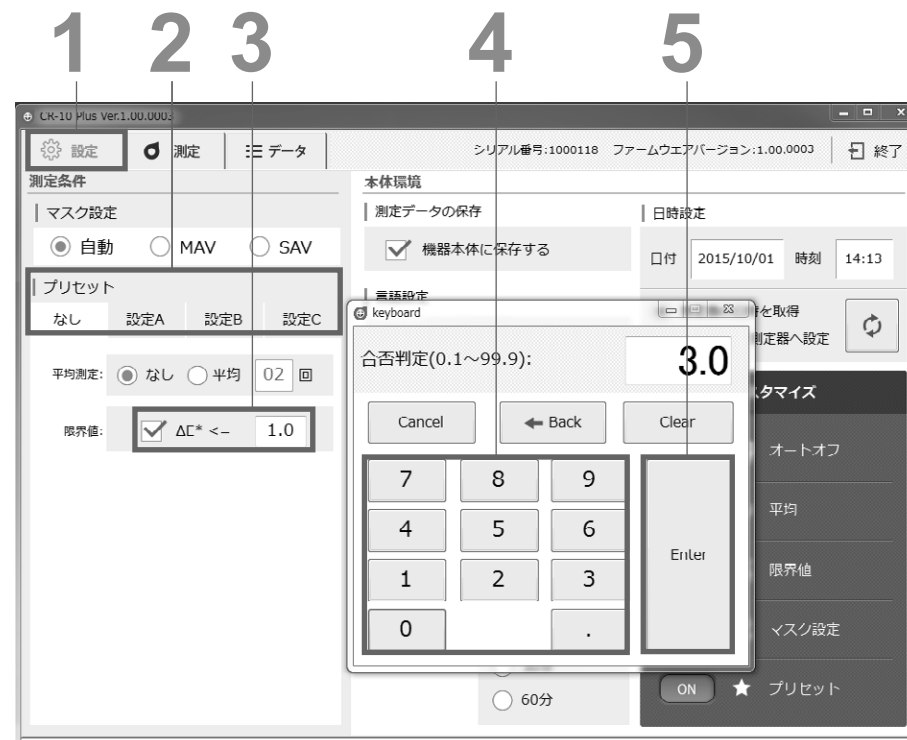 1 2 3 4 5
CR-10 Plus Ver.1.00.0003
設定 測定 データ
シリアル番号:1000118 ファームウエアバージョン:1.00.0003 終了
測定条件
マスク設定
自動 MAV SAV
プリセット
なし 設定A 設定B 設定C
平均測定: なし 平均 02 回
限界値: ΔE* <= 1.0
本体環境
測定データの保存
機器本体に保存する
言語設定
日時設定
日付 2015/10/01 時刻 14:13
を取得
定器へ設定
keyboard
合否判定(0.1~99.9): 3.0
Cancel Back Clear
7 8 9
4 5 6
1 2 3
0 .
Enter
60分
スタマイズ
オートオフ
平均
限界値
マスク設定
ON プリセット